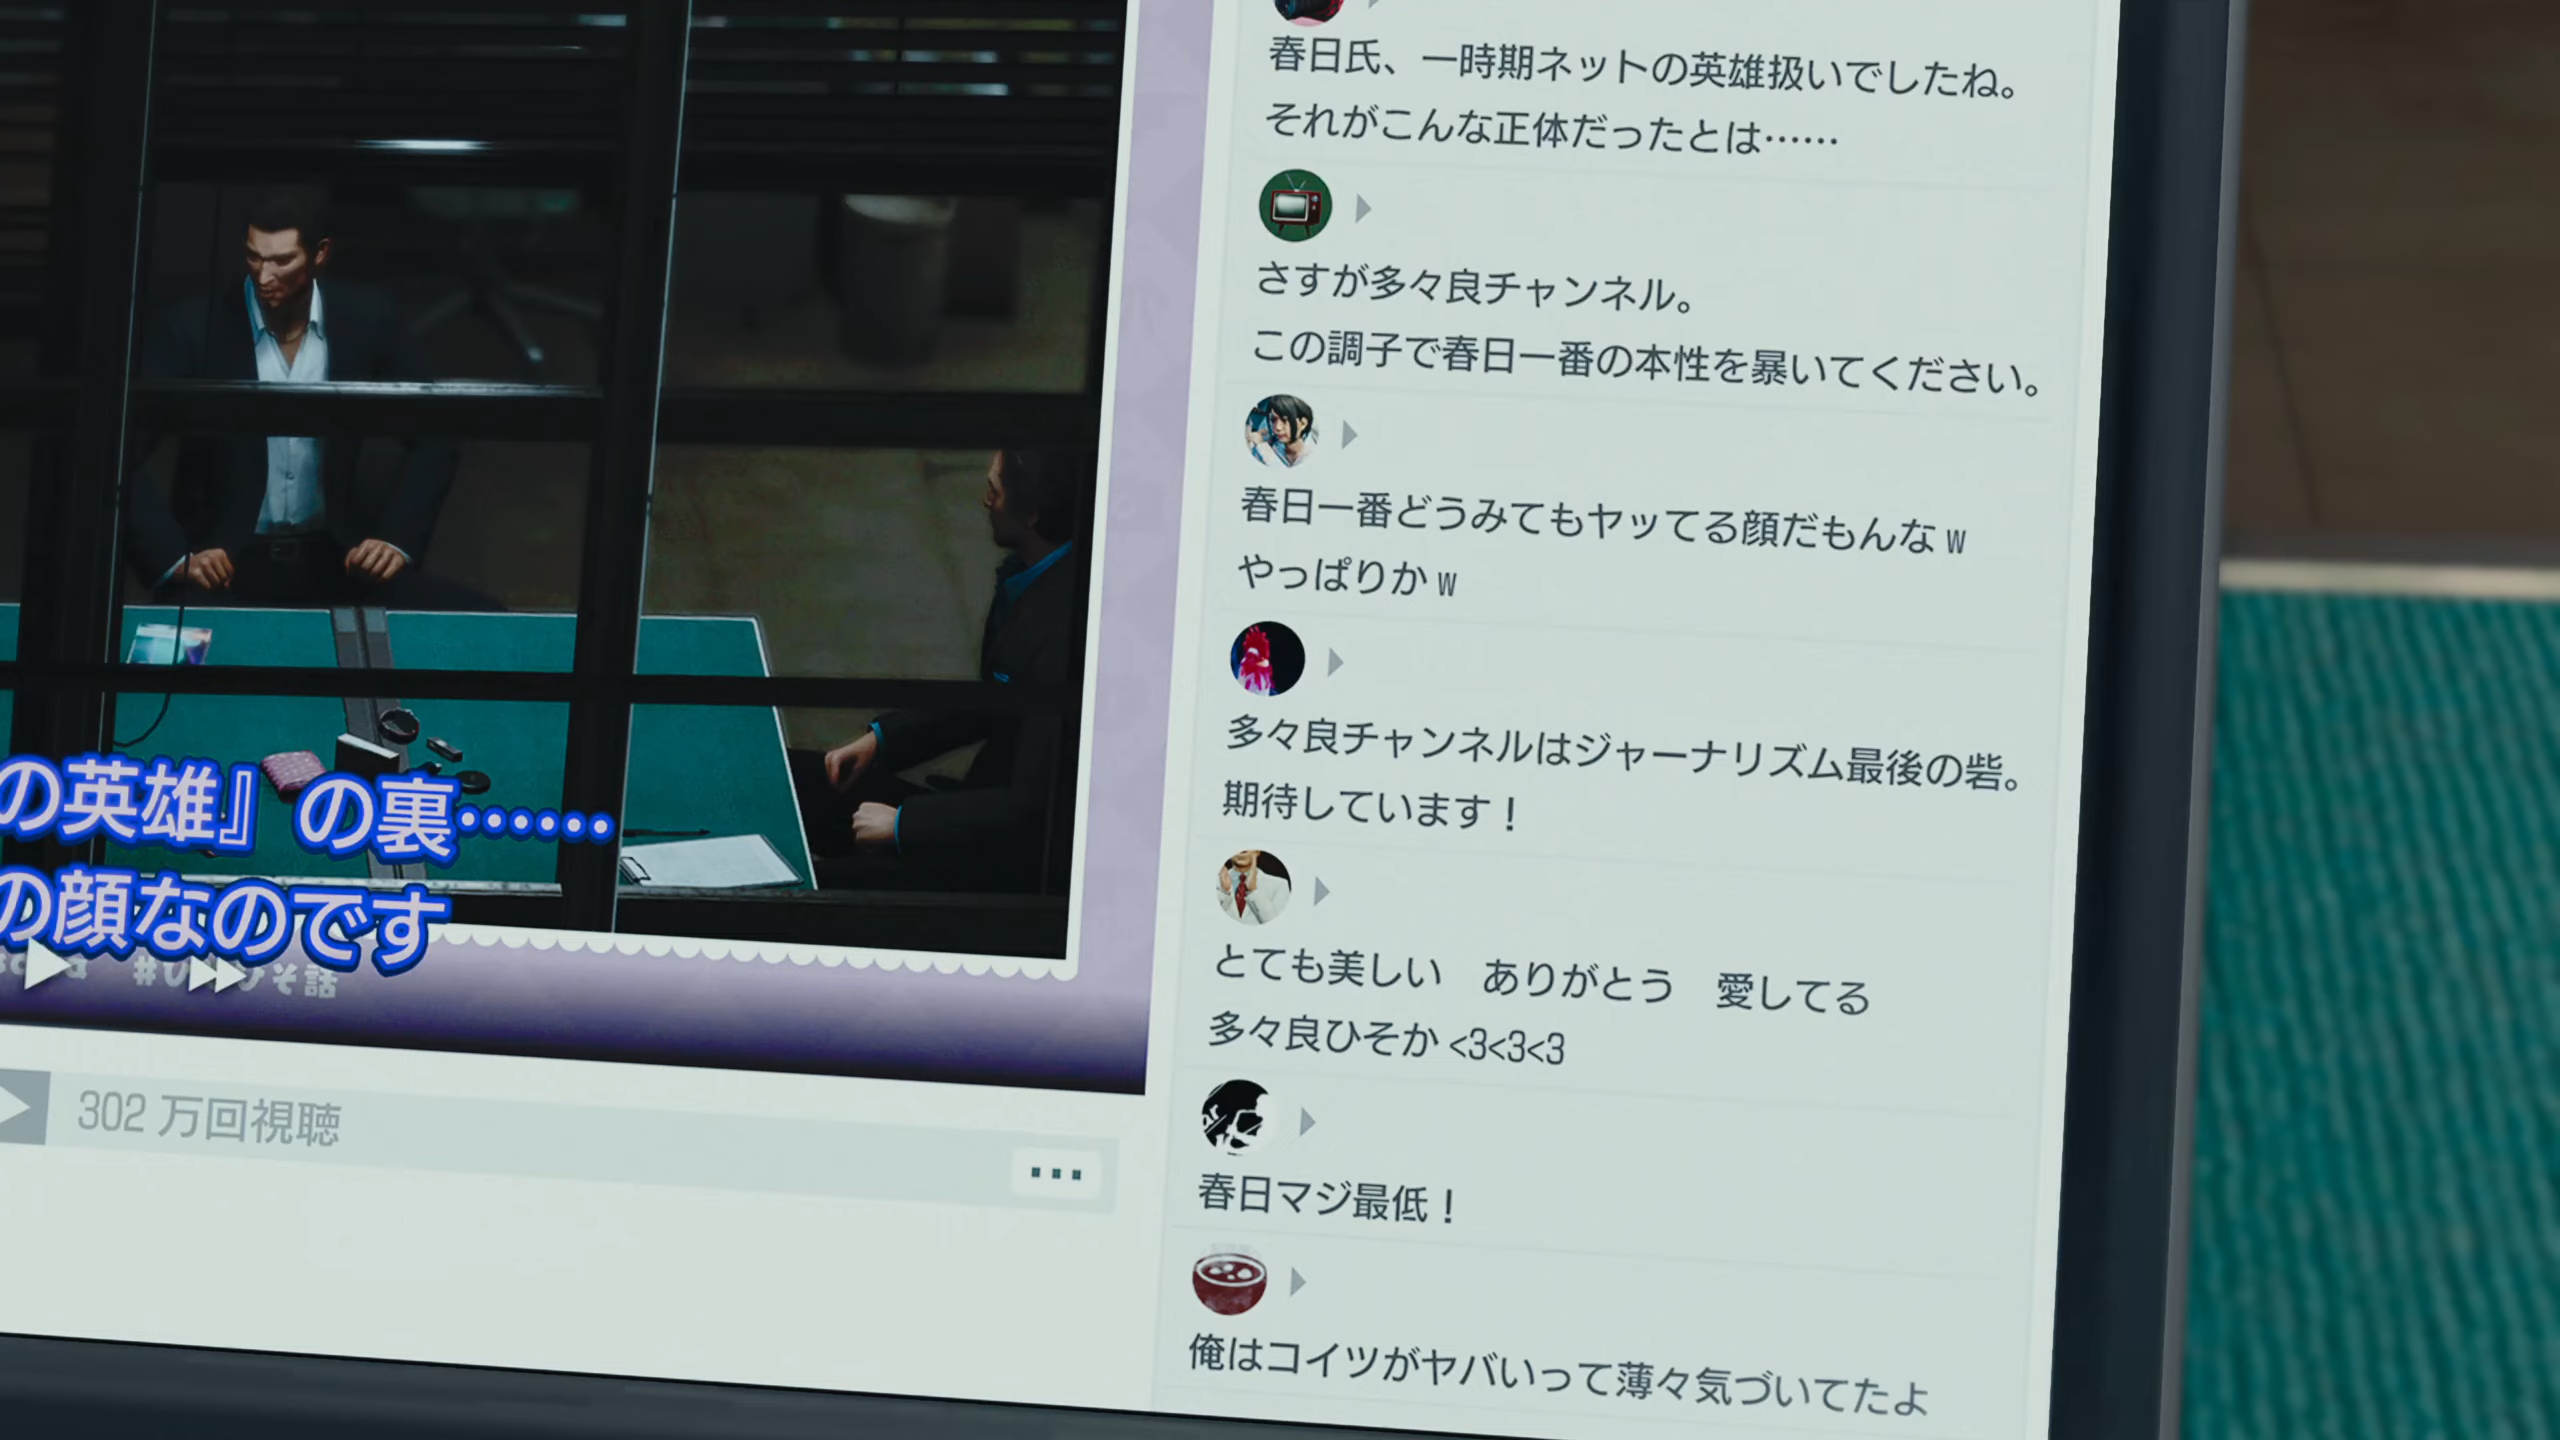 の英雄』の裏……
の顔なのです
302 万回視聴
春日氏、一時期ネットの英雄扱いでしたね。
それがこんな正体だったとは……
さすが多々良チャンネル。
この調子で春日一番の本性を暴いてください。
春日一番どうみてもヤッてる顔だもんなw
やっぱりかw
多々良チャンネルはジャーナリズム最後の砦。
期待しています！
とても美しい　ありがとう　愛してる
多々良ひそか<3<3<3
春日マジ最低！
俺はコイツがヤバいって薄々気づいてたよ